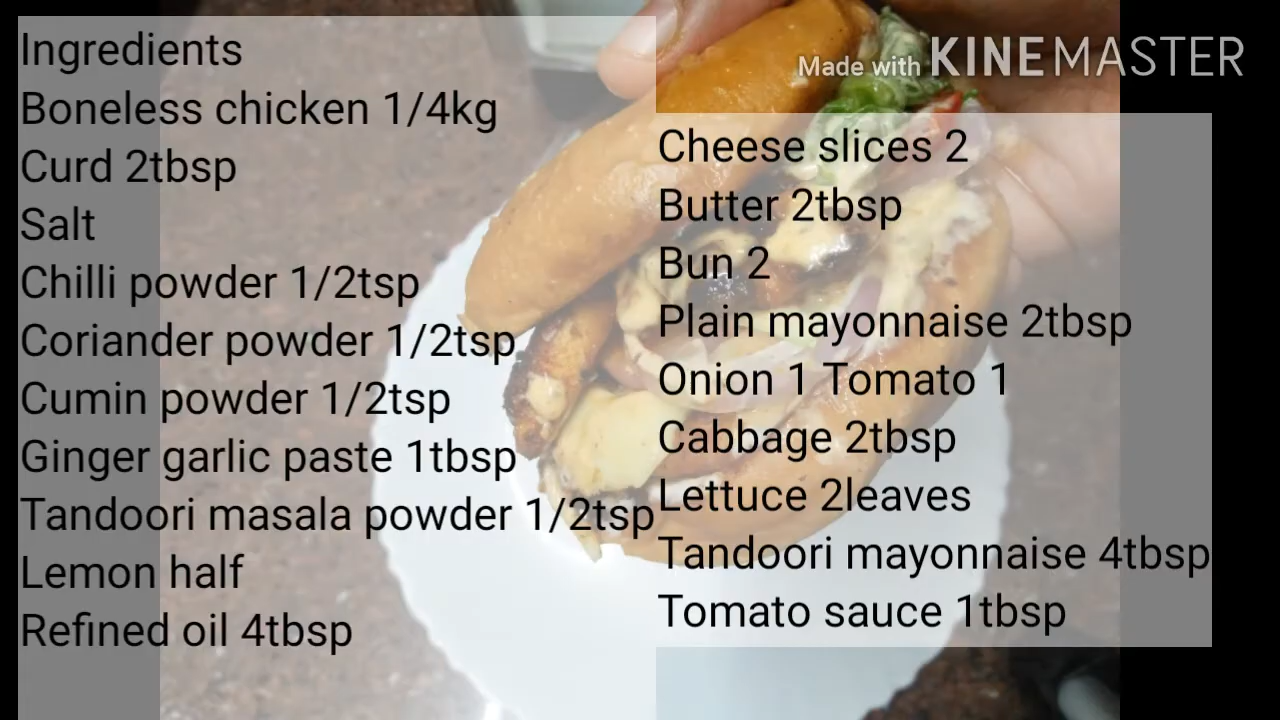 Ingredients
Boneless chicken 1/4kg
Curd 2tbsp
Salt
Chilli powder 1/2tsp
Coriander powder 1/2tsp
Cumin powder 1/2tsp
Ginger garlic paste 1tbsp
Tandoori masala powder 1/2tsp
Lemon half
Refined oil 4tbsp
Made with KINEMASTER
Cheese slices 2
Butter 2tbsp
Bun 2
Plain mayonnaise 2tbsp
Onion 1 Tomato 1
Cabbage 2tbsp
Lettuce 2leaves
Tandoori mayonnaise 4tbsp
Tomato sauce 1tbsp